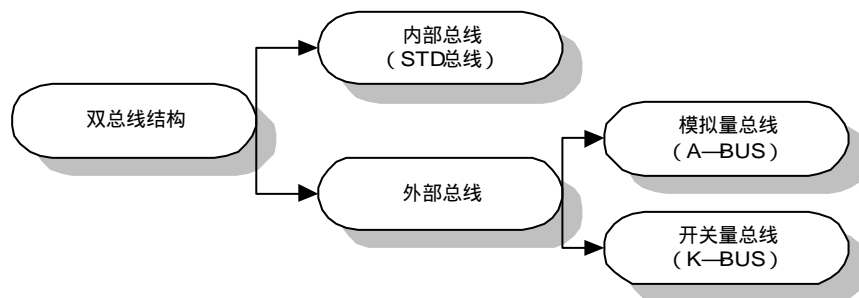 内部总线
（STD总线）
双总线结构
模拟量总线
（A—BUS）
外部总线
开关量总线
（K—BUS）